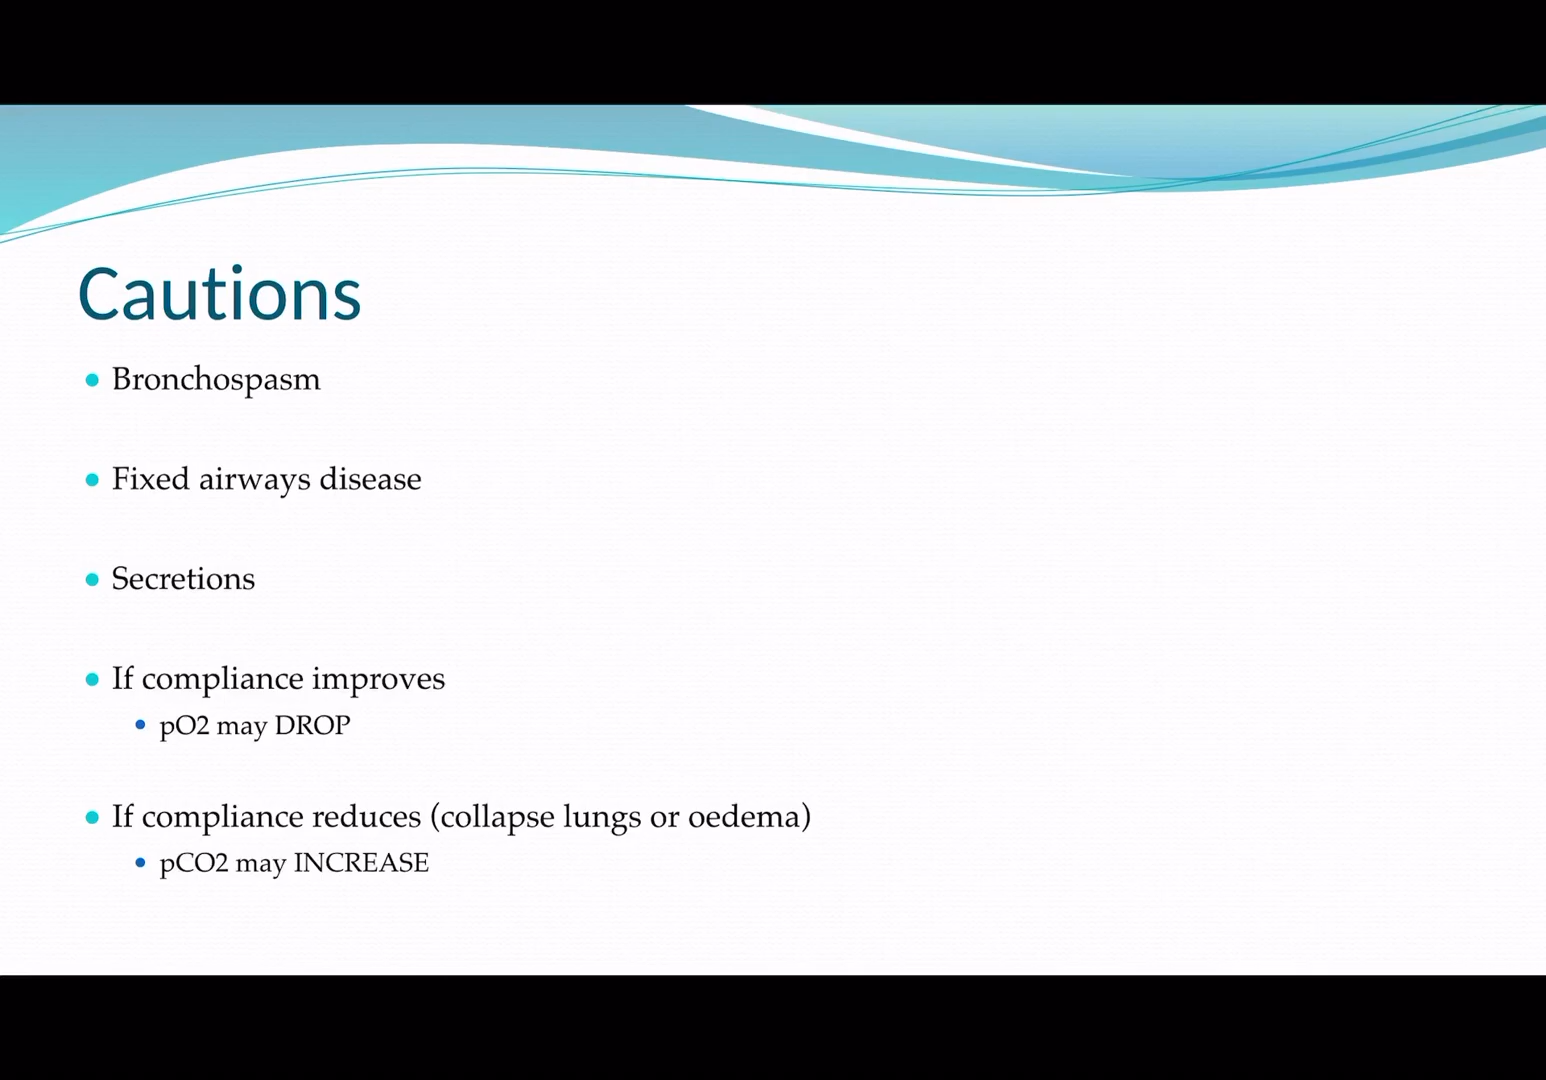 Cautions
Bronchospasm
Fixed airways disease
Secretions
If compliance improves
pO2 may DROP
If compliance reduces (collapse lungs or oedema)
pCO2 may INCREASE